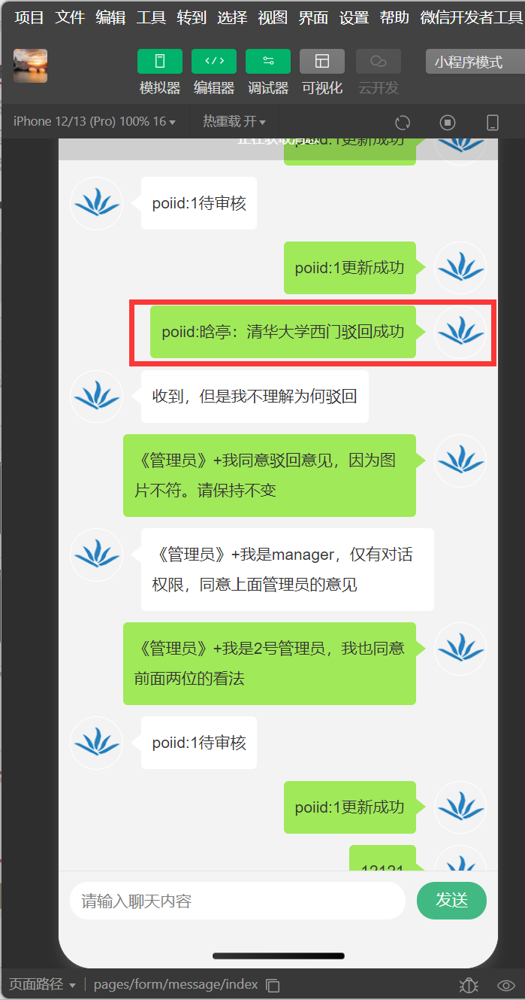 项目 文件 编辑 工具 转到 选择 视图 界面 设置 帮助 微信开发者工具
模拟器 编辑器 调试器 可视化 云开发 小程序模式
iPhone 12/13 (Pro) 100% 16 热重载 开
正在获取消息
poiid:1更新成功
poiid:1待审核
poiid:1更新成功
poiid:晗亭：清华大学西门驳回成功
收到，但是我不理解为何驳回
《管理员》+我同意驳回意见，因为图
片不符。请保持不变
《管理员》+我是manager，仅有对话
权限，同意上面管理员的意见
《管理员》+我是2号管理员，我也同意
前面两位的看法
poiid:1待审核
poiid:1更新成功
12121
请输入聊天内容 发送
页面路径 pages/form/message/index